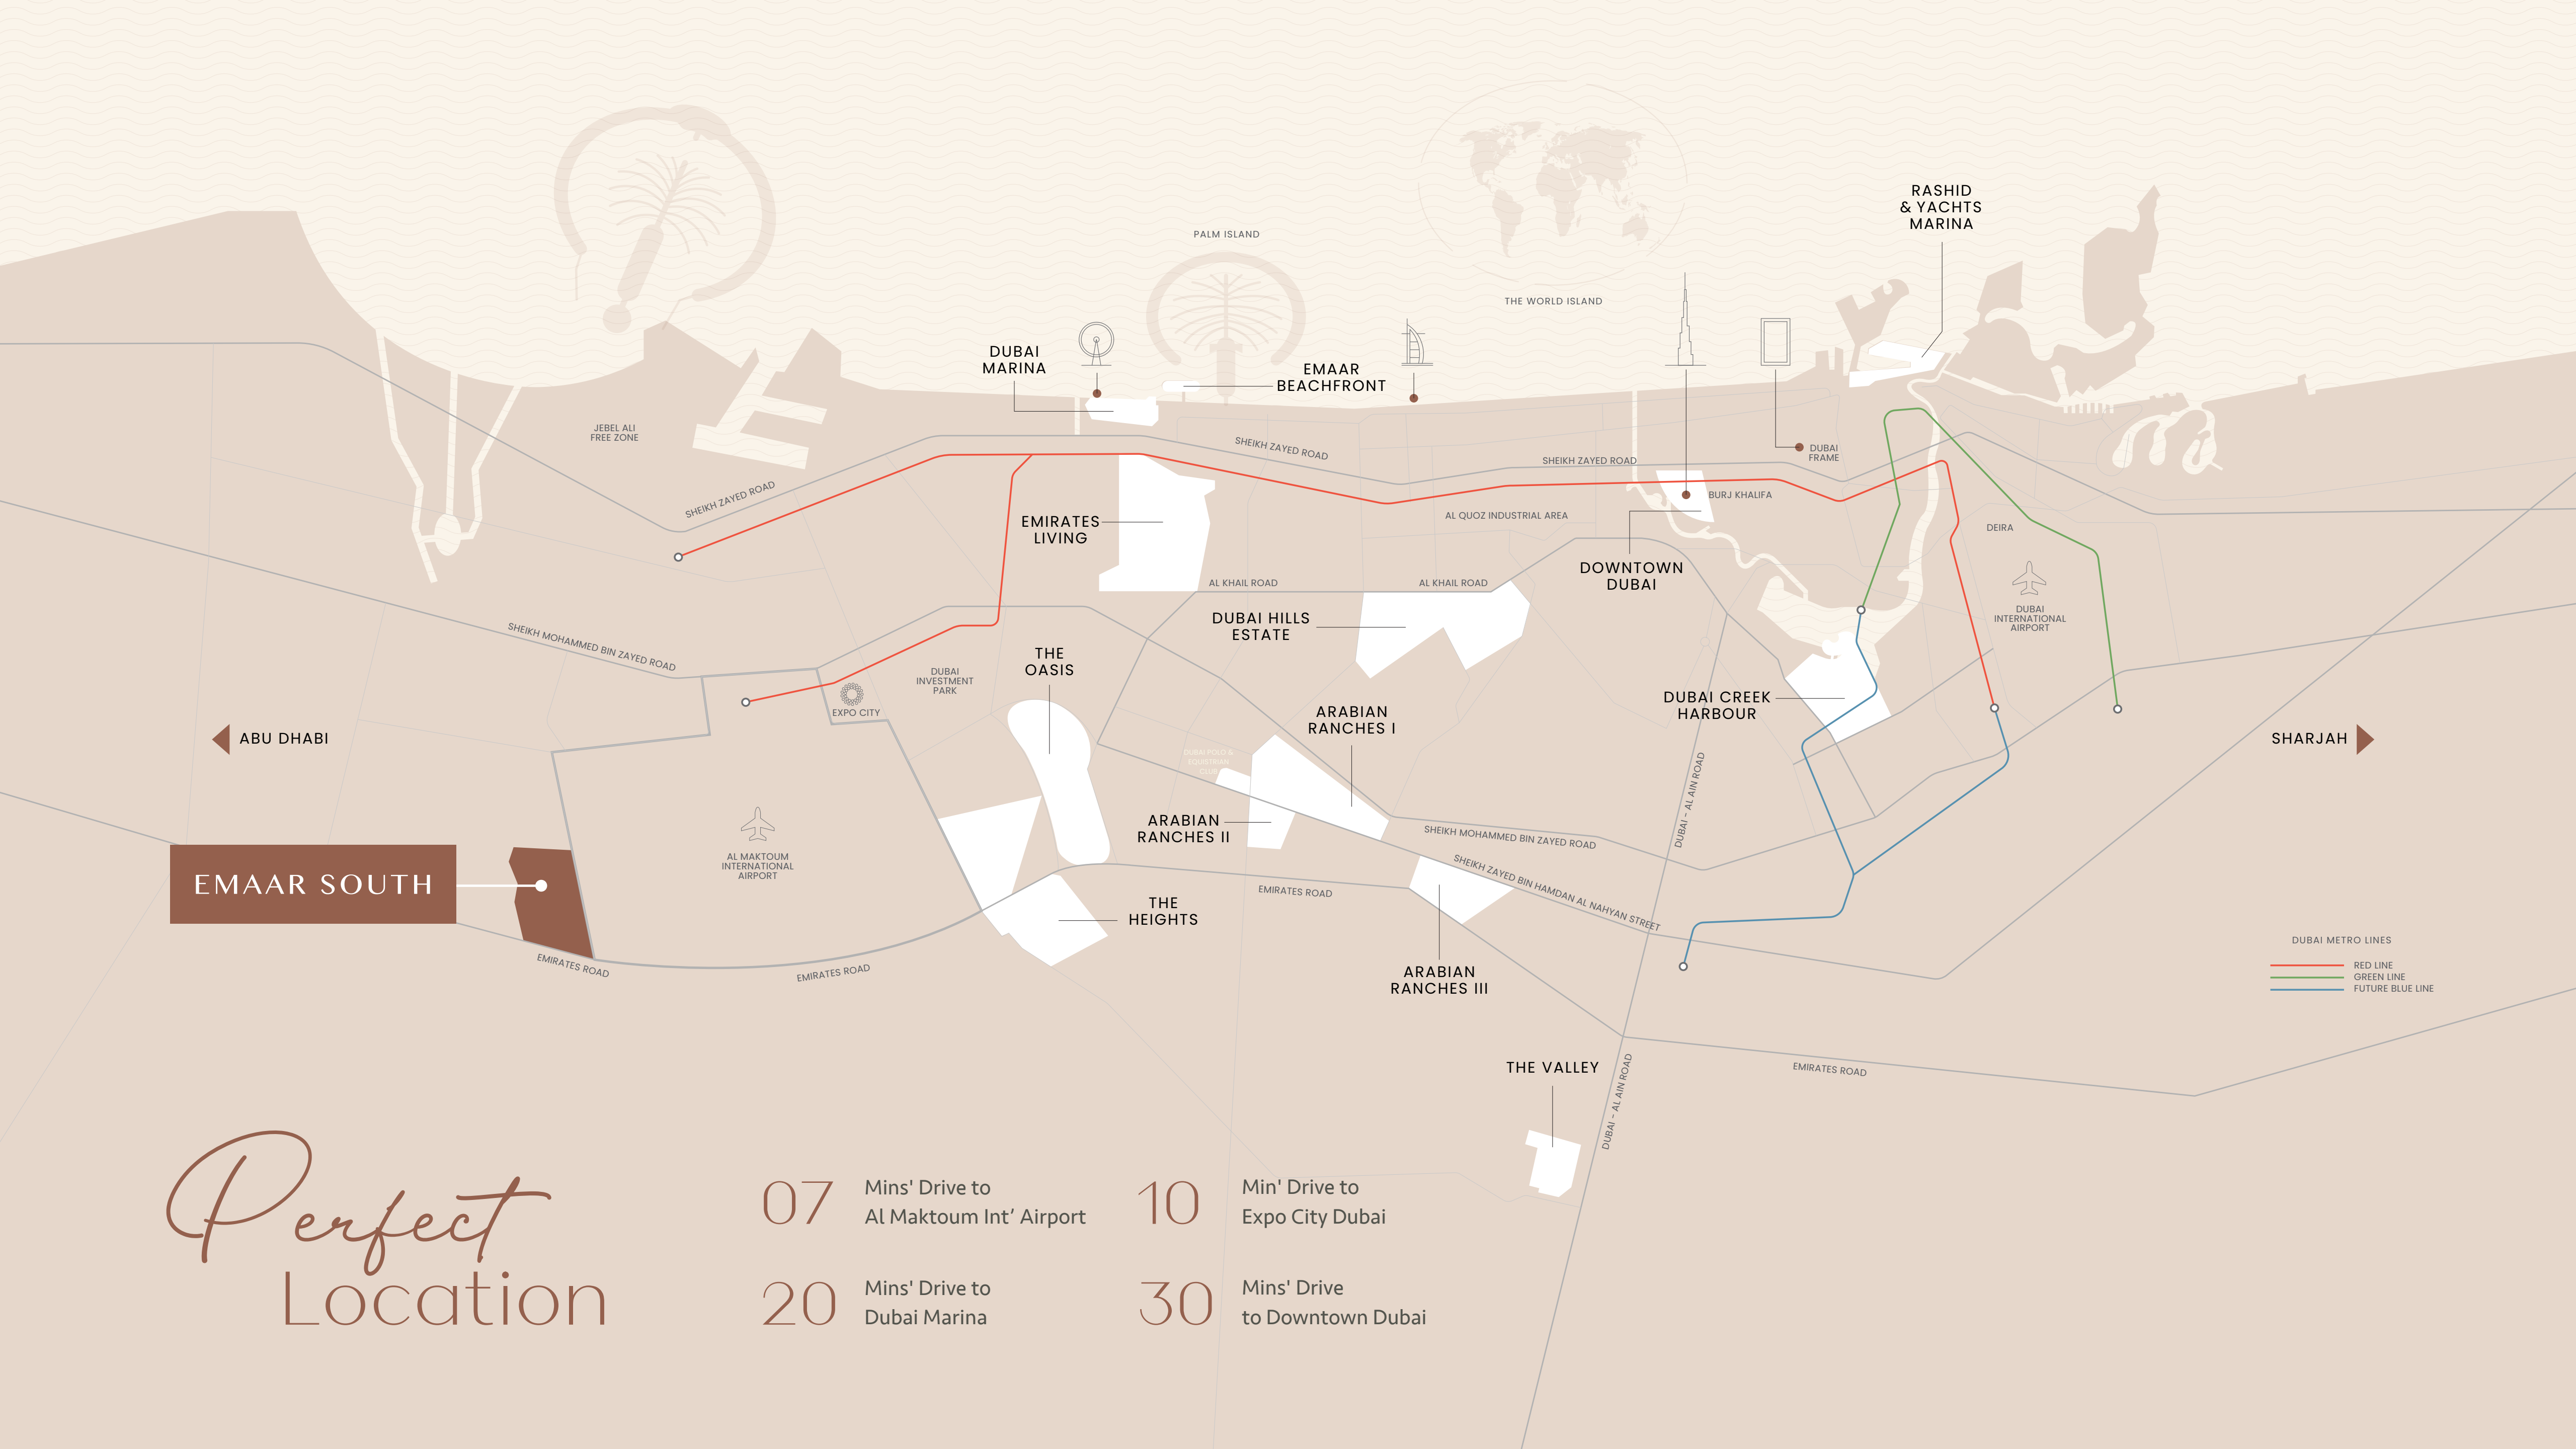 RASHID
& YACHTS
MARINA
PALM ISLAND
THE WORLD ISLAND
DUBAI
MARINA
EMAAR
BEACHFRONT
JEBEL ALI
FREE ZONE
SHEIKH ZAYED ROAD
SHEIKH ZAYED ROAD
SHEIKH ZAYED ROAD
DUBAI
FRAME
BURJ KHALIFA
AL QUOZ INDUSTRIAL AREA
EMIRATES
LIVING
DEIRA
DOWNTOWN
DUBAI
AL KHAIL ROAD
AL KHAIL ROAD
DUBAI HILLS
ESTATE
DUBAI
INTERNATIONAL
AIRPORT
SHEIKH MOHAMMED BIN ZAYED ROAD
THE
OASIS
DUBAI
INVESTMENT
PARK
EXPO CITY
DUBAI CREEK
HARBOUR
ARABIAN
RANCHES I
ABU DHABI
SHARJAH
DUBAI POLO &
EQUESTRIAN
CLUB
DUBAI - AL AIN ROAD
ARABIAN
RANCHES II
SHEIKH MOHAMMED BIN ZAYED ROAD
AL MAKTOUM
INTERNATIONAL
AIRPORT
SHEIKH ZAYED BIN HAMDAN AL NAHYAN STREET
EMAAR SOUTH
EMIRATES ROAD
THE
HEIGHTS
EMIRATES ROAD
EMIRATES ROAD
ARABIAN
RANCHES III
DUBAI METRO LINES
RED LINE
GREEN LINE
FUTURE BLUE LINE
THE VALLEY
EMIRATES ROAD
DUBAI - AL AIN ROAD
Perfect
Location
07
Mins' Drive to
Al Maktoum Int’ Airport
10
Min' Drive to
Expo City Dubai
20
Mins' Drive to
Dubai Marina
30
Mins' Drive
to Downtown Dubai